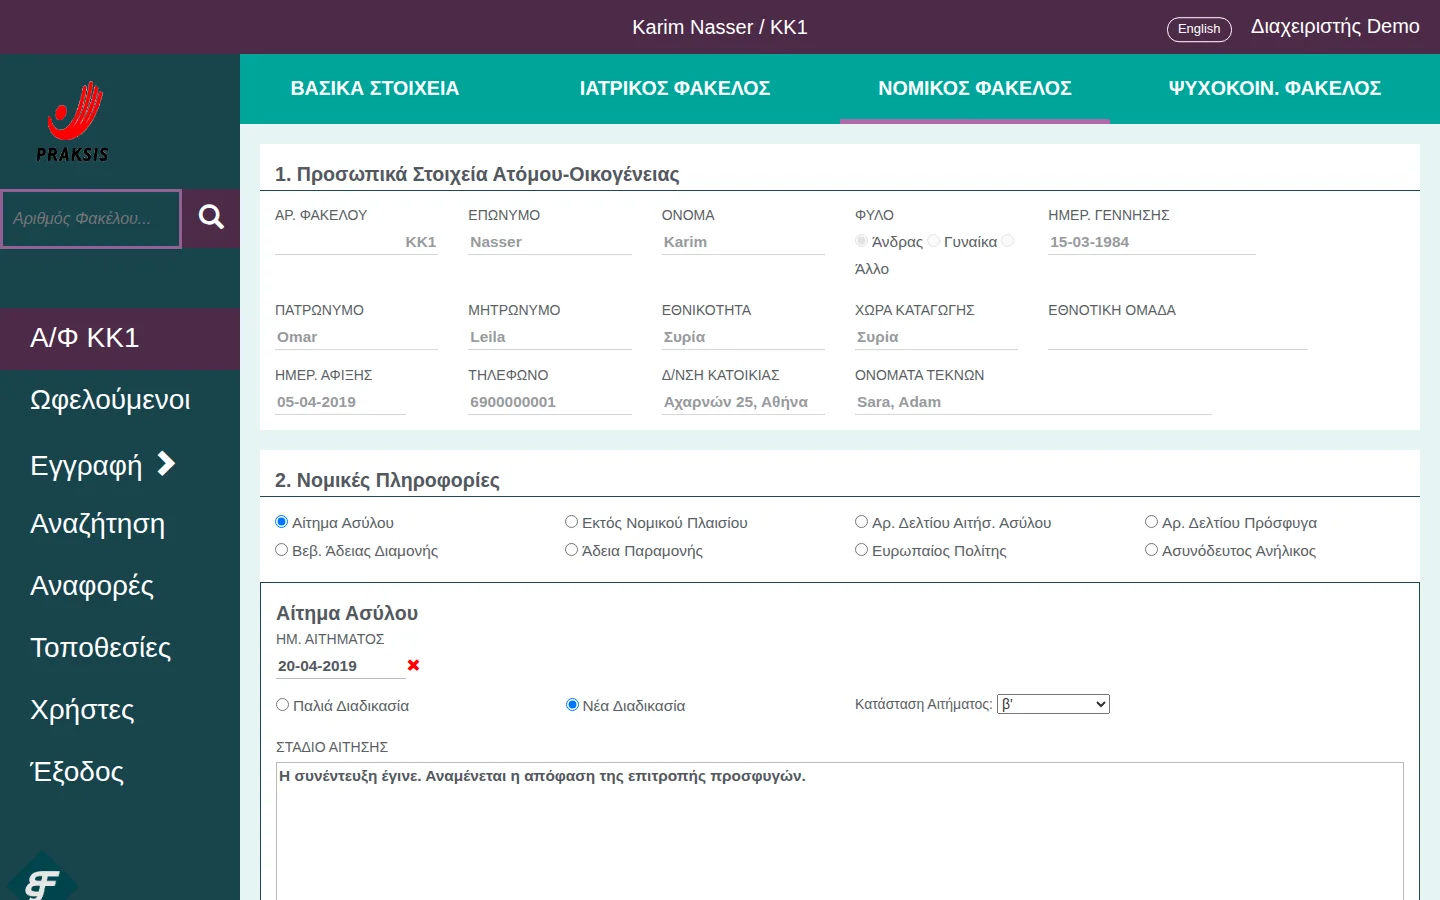 Karim Nasser / KK1
English
Διαχειριστής Demo
PRAKSIS
Αριθμός Φακέλου...
Α/Φ KK1
Ωφελούμενοι
Εγγραφή
Αναζήτηση
Αναφορές
Τοποθεσίες
Χρήστες
Έξοδος
ΒΑΣΙΚΑ ΣΤΟΙΧΕΙΑ ΙΑΤΡΙΚΟΣ ΦΑΚΕΛΟΣ ΝΟΜΙΚΟΣ ΦΑΚΕΛΟΣ ΨΥΧΟΚΟΙΝ. ΦΑΚΕΛΟΣ
1. Προσωπικά Στοιχεία Ατόμου-Οικογένειας
ΑΡ. ΦΑΚΕΛΟΥ ΕΠΩΝΥΜΟ ΟΝΟΜΑ ΦΥΛΟ ΗΜΕΡ. ΓΕΝΝΗΣΗΣ
KK1 Nasser Karim Άνδρας Γυναίκα 15-03-1984
Άλλο
ΠΑΤΡΩΝΥΜΟ ΜΗΤΡΩΝΥΜΟ ΕΘΝΙΚΟΤΗΤΑ ΧΩΡΑ ΚΑΤΑΓΩΓΗΣ ΕΘΝΟΤΙΚΗ ΟΜΑΔΑ
Omar Leila Συρία Συρία
ΗΜΕΡ. ΑΦΙΞΗΣ ΤΗΛΕΦΩΝΟ Δ/ΝΣΗ ΚΑΤΟΙΚΙΑΣ ΟΝΟΜΑΤΑ ΤΕΚΝΩΝ
05-04-2019 6900000001 Αχαρνών 25, Αθήνα Sara, Adam
2. Νομικές Πληροφορίες
Αίτημα Ασύλου Εκτός Νομικού Πλαισίου Αρ. Δελτίου Αιτήσ. Ασύλου Αρ. Δελτίου Πρόσφυγα
Βεβ. Άδειας Διαμονής Άδεια Παραμονής Ευρωπαίος Πολίτης Ασυνόδευτος Ανήλικος
Αίτημα Ασύλου
ΗΜ. ΑΙΤΗΜΑΤΟΣ
20-04-2019
Παλιά Διαδικασία Νέα Διαδικασία Κατάσταση Αιτήματος: β'
ΣΤΑΔΙΟ ΑΙΤΗΣΗΣ
Η συνέντευξη έγινε. Αναμένεται η απόφαση της επιτροπής προσφυγών.